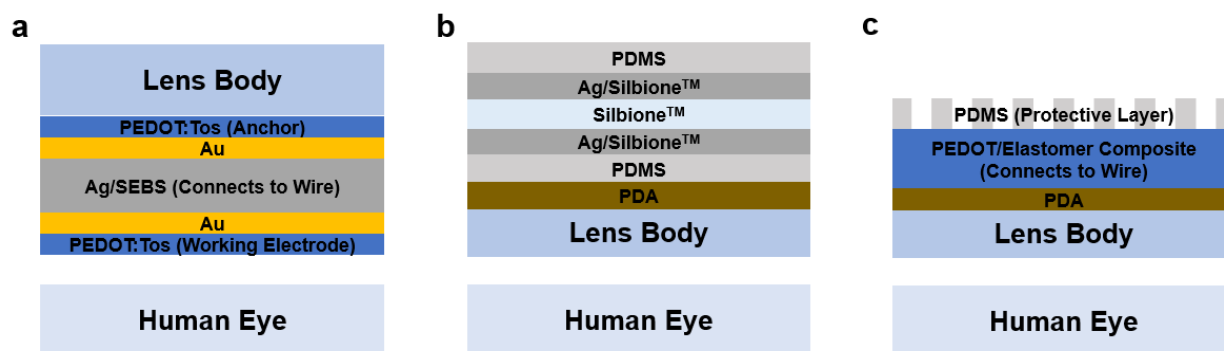 a
Lens Body
PEDOT:Tos (Anchor)
Au
Ag/SEBS (Connects to Wire)
Au
PEDOT:Tos (Working Electrode)
Human Eye
b
PDMS
Ag/Silbione™
Silbione™
Ag/Silbione™
PDMS
PDA
Lens Body
Human Eye
c
PDMS (Protective Layer)
PEDOT/Elastomer Composite
(Connects to Wire)
PDA
Lens Body
Human Eye